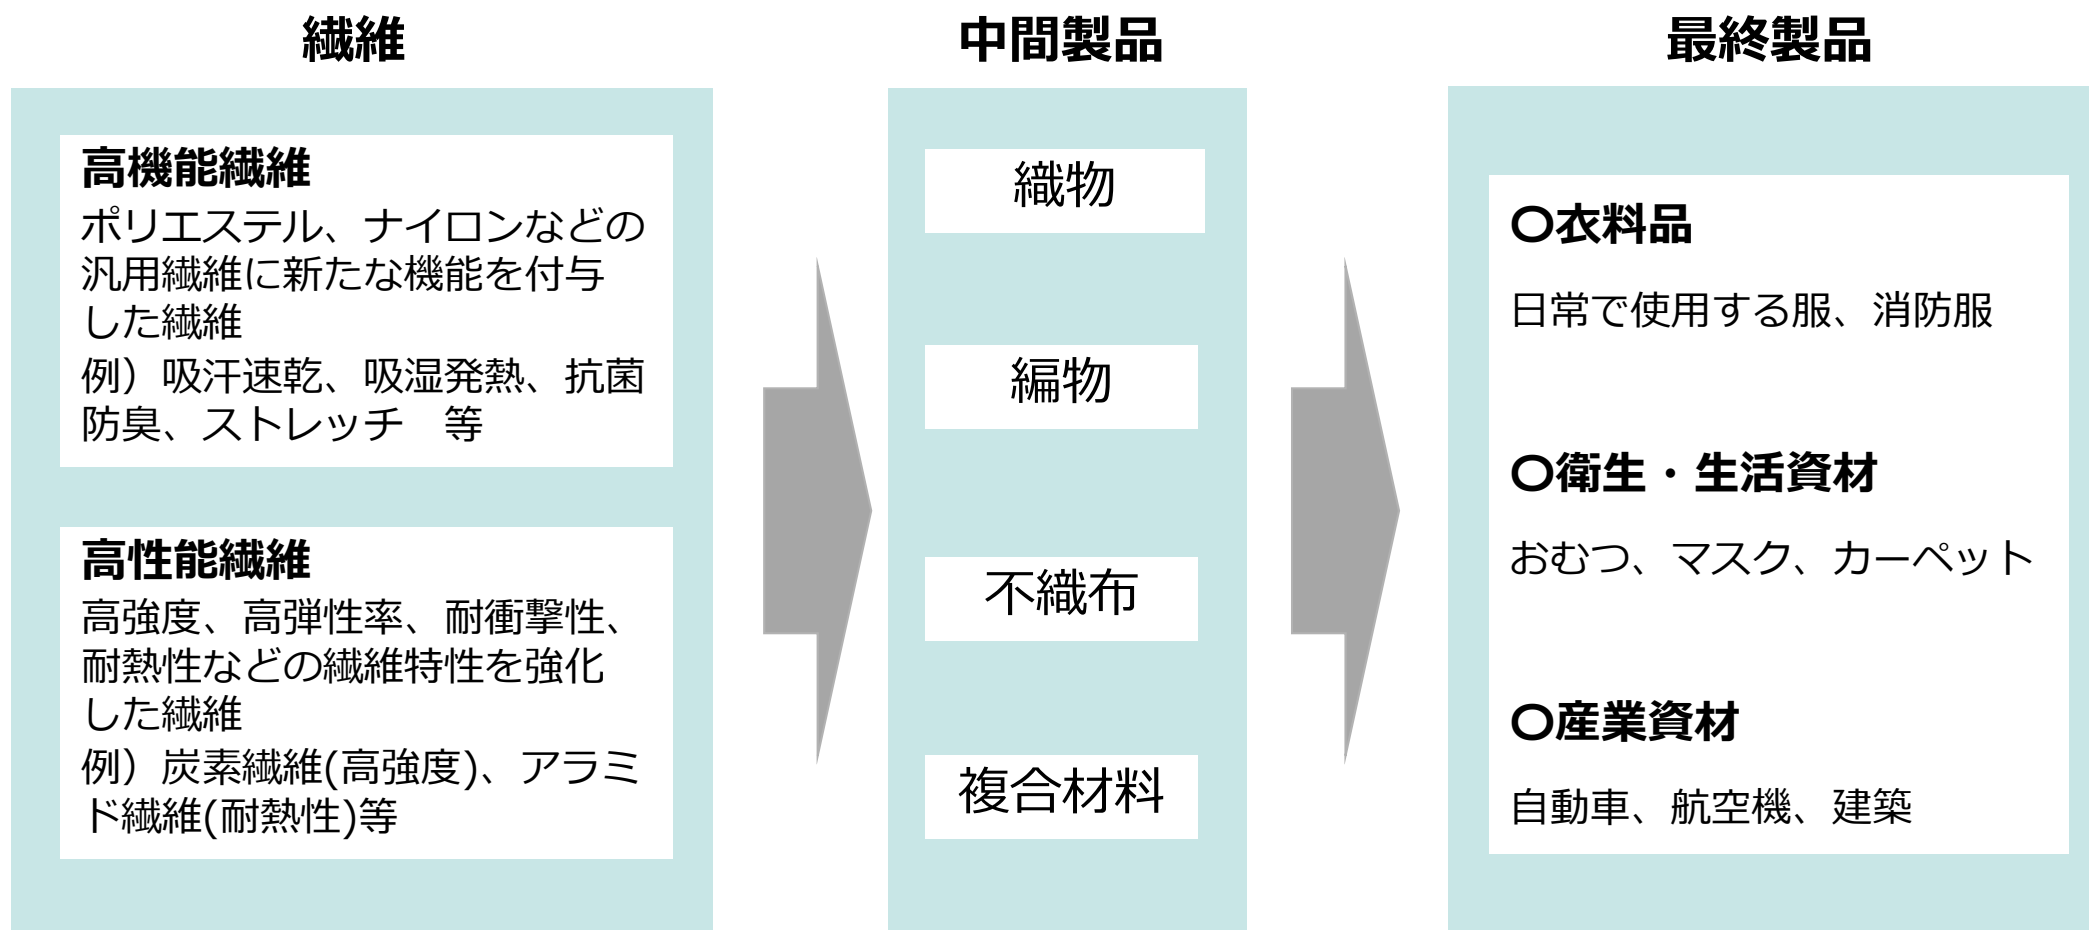 繊維
高機能繊維
ポリエステル、ナイロンなどの
汎用繊維に新たな機能を付与
した繊維
例）吸汗速乾、吸湿発熱、抗菌
防臭、ストレッチ　等
高性能繊維
高強度、高弾性率、耐衝撃性、
耐熱性などの繊維特性を強化
した繊維
例）炭素繊維(高強度)、アラミ
ド繊維(耐熱性)等
中間製品
織物
編物
不織布
複合材料
最終製品
〇衣料品
日常で使用する服、消防服
〇衛生・生活資材
おむつ、マスク、カーペット
〇産業資材
自動車、航空機、建築